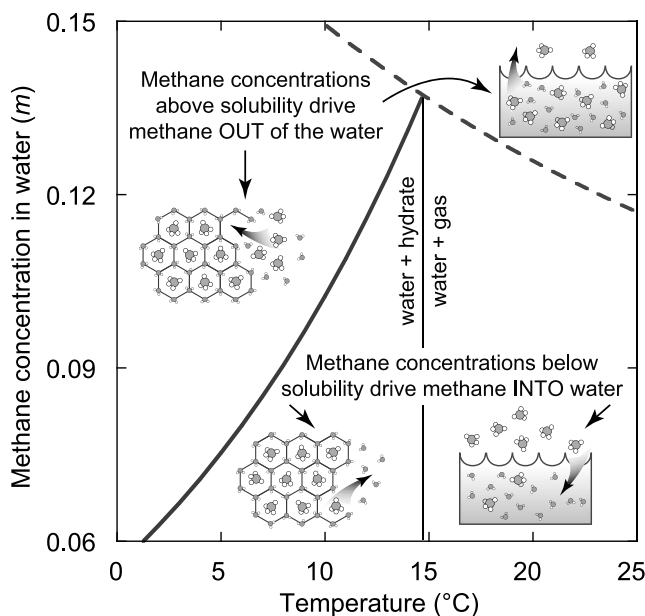 0.15
0.12
0.09
0.06
Methane concentration in water (m)
Methane concentrations
above solubility drive
methane OUT of the water
water + hydrate
water + gas
Methane concentrations below
solubility drive methane INTO water
0
5
10
15
20
25
Temperature (°C)